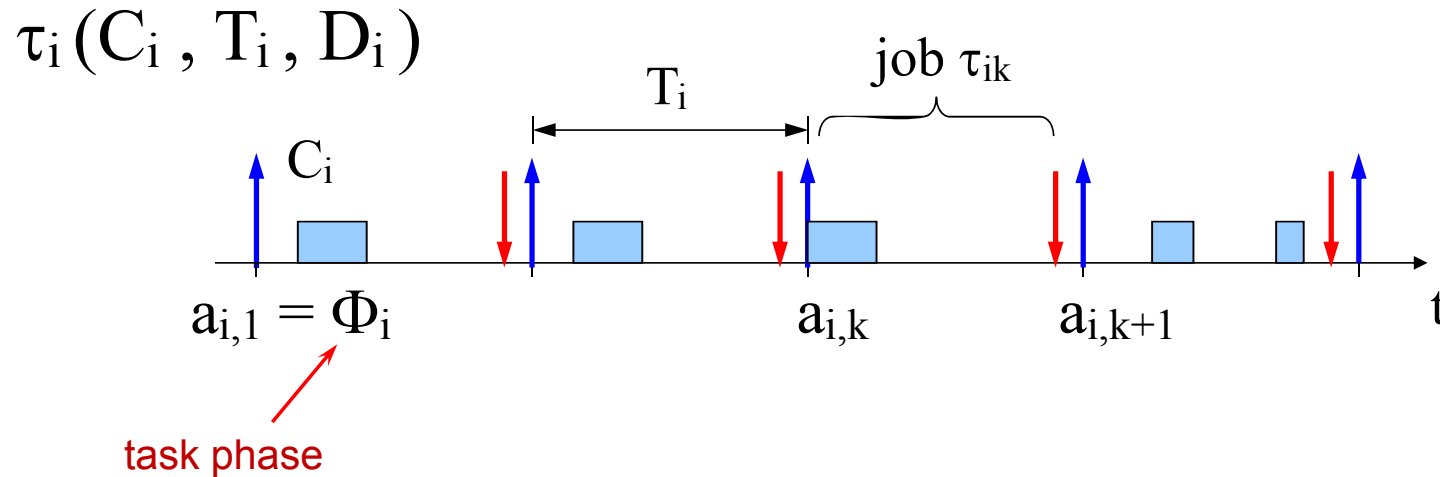 τi (Ci , Ti , Di )
job τik
Ti
Ci
ai,1 = Φi
ai,k
ai,k+1
t
task phase